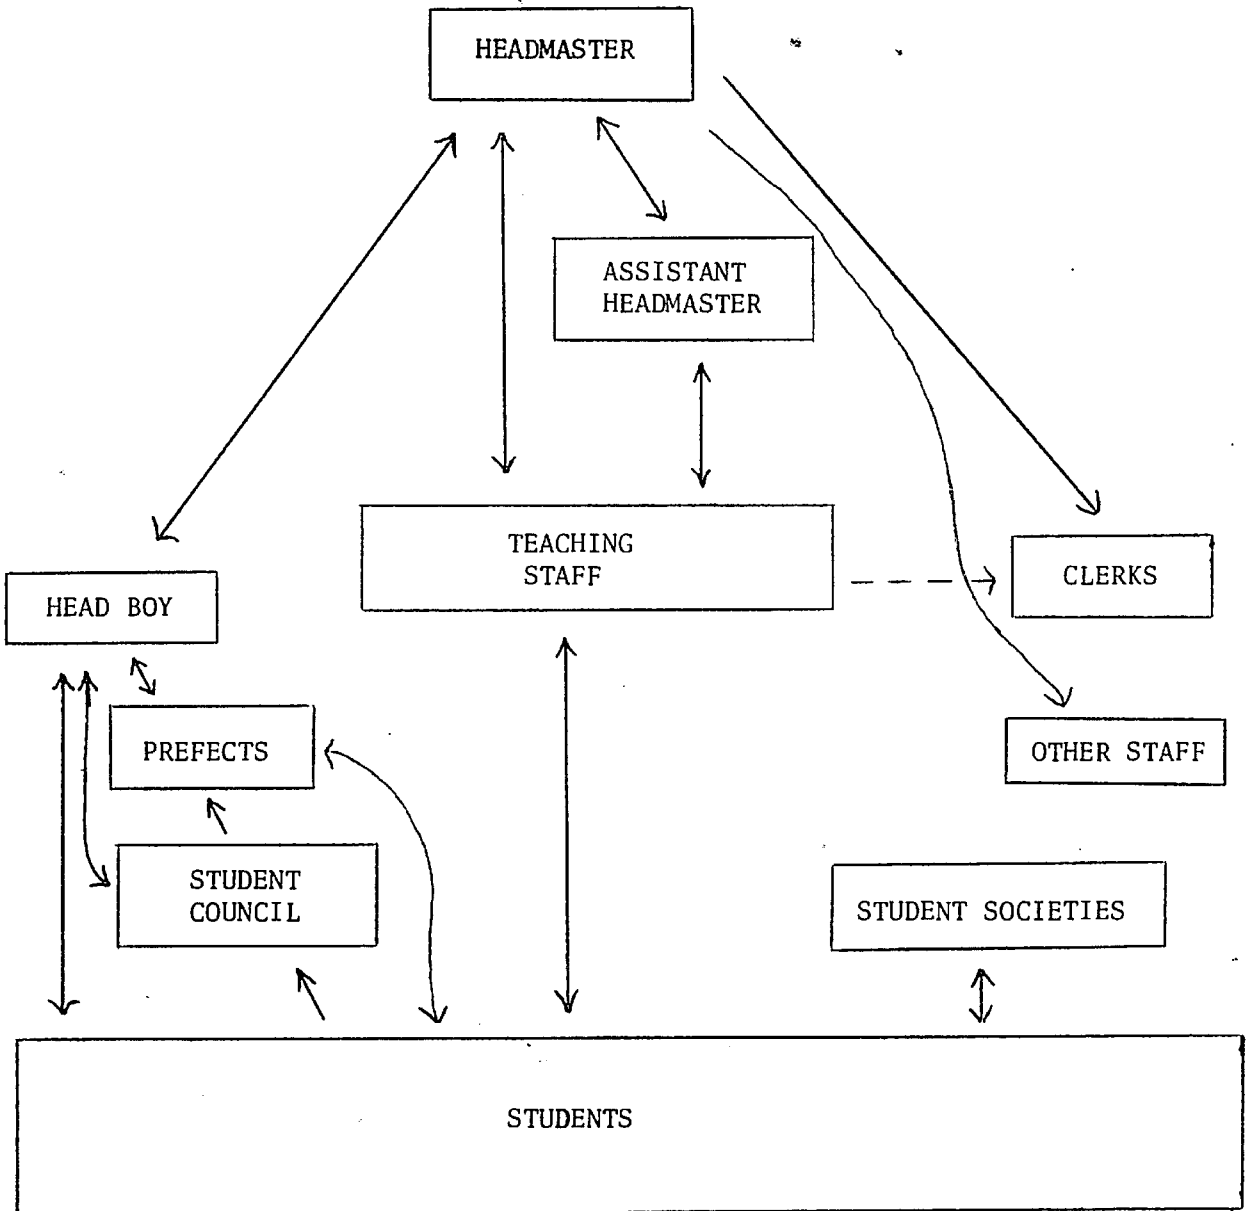 HEADMASTER
ASSISTANT
HEADMASTER
TEACHING
STAFF
CLERKS
HEAD BOY
PREFECTS
OTHER STAFF
STUDENT
COUNCIL
STUDENT SOCIETIES
STUDENTS